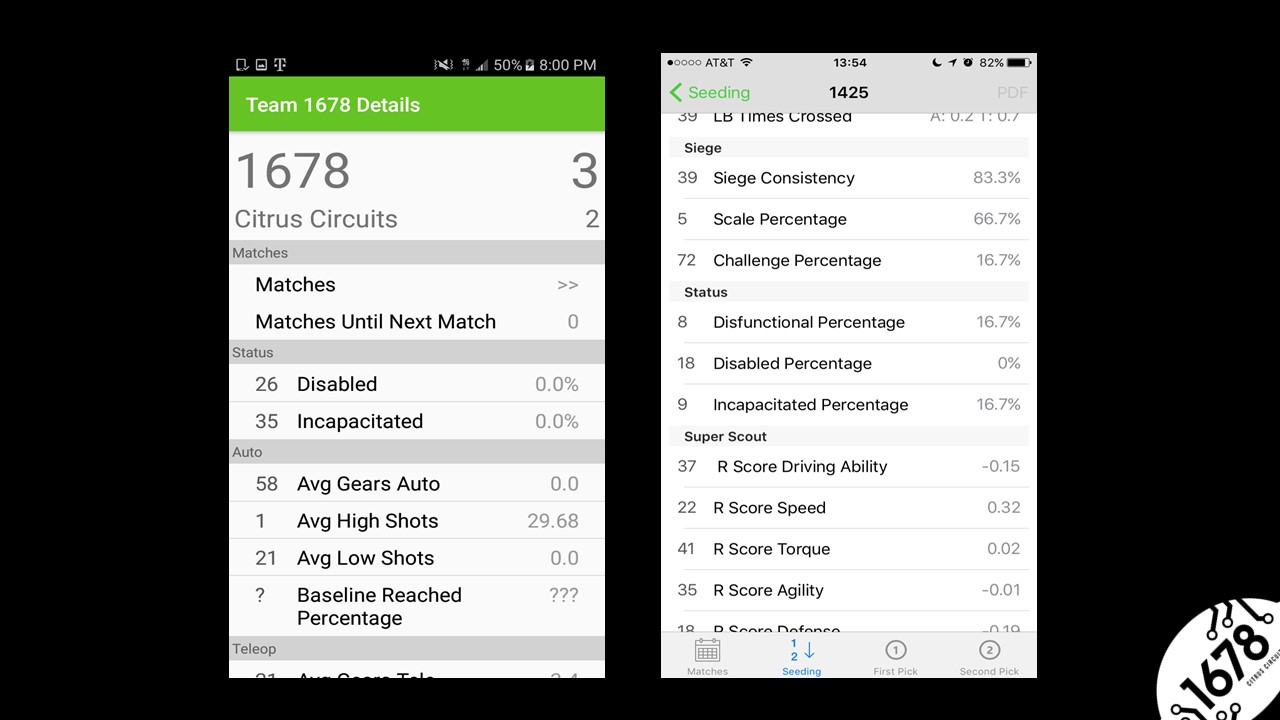 50% 8:00 PM
Team 1678 Details
1678 3
Citrus Circuits 2
Matches
Matches >>
Matches Until Next Match 0
Status
26 Disabled 0.0%
35 Incapacitated 0.0%
Auto
58 Avg Gears Auto 0.0
1 Avg High Shots 29.68
21 Avg Low Shots 0.0
? Baseline Reached ???
Percentage
Teleop
21 Avg Gears Tele 2.4
AT&T 13:54 82%
Seeding 1425 PDF
39 LB Times Crossed A: 0.2 T: 0.7
Siege
39 Siege Consistency 83.3%
5 Scale Percentage 66.7%
72 Challenge Percentage 16.7%
Status
8 Disfunctional Percentage 16.7%
18 Disabled Percentage 0%
9 Incapacitated Percentage 16.7%
Super Scout
37 R Score Driving Ability -0.15
22 R Score Speed 0.32
41 R Score Torque 0.02
35 R Score Agility -0.01
18 R Score Defense -0.19
1
2
Matches Seeding 1 First Pick 2 Second Pick
1678
CITRUS CIRCUI